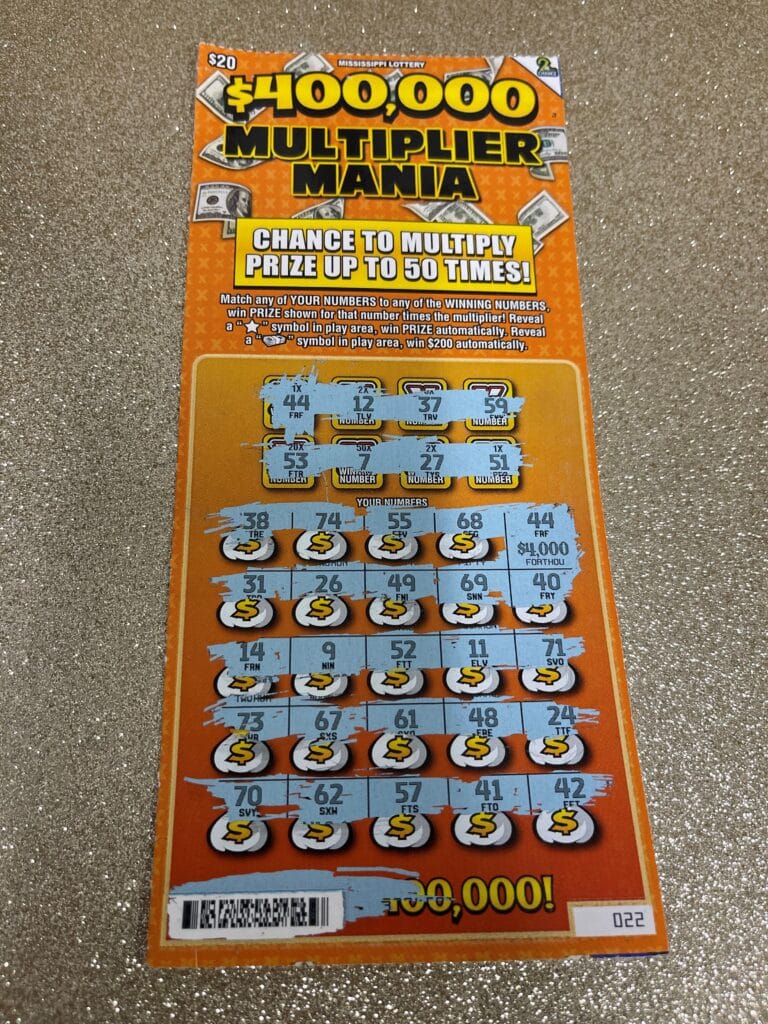 $20
MISSISSIPPI LOTTERY
2
CHANCE
$400,000
MULTIPLIER
MANIA
CHANCE TO MULTIPLY
PRIZE UP TO 50 TIMES!
Match any of YOUR NUMBERS to any of the WINNING NUMBERS,
win PRIZE shown for that number times the multiplier! Reveal
a "⭐" symbol in play area, win PRIZE automatically. Reveal
a "💵" symbol in play area, win $200 automatically.
1X 2X
44 12 37 59
FRF TLV TRV
NUMBER NUMBER
20X 50X 2X 1X
53 7 27 51
FTR
NUMBER NUMBER NUMBER NUMBER
YOUR NUMBERS
38 74 55 68 44
TRE FRF
$4,000
FORTHOU
31 26 49 69 40
FNI SNN FRY
14 9 52 11 71
FRN NIN FTT ELV SVO
73 67 61 48 24
SXS FRE TTF
70 62 57 41 42
SVT SXW FTS FTO
00,000!
022